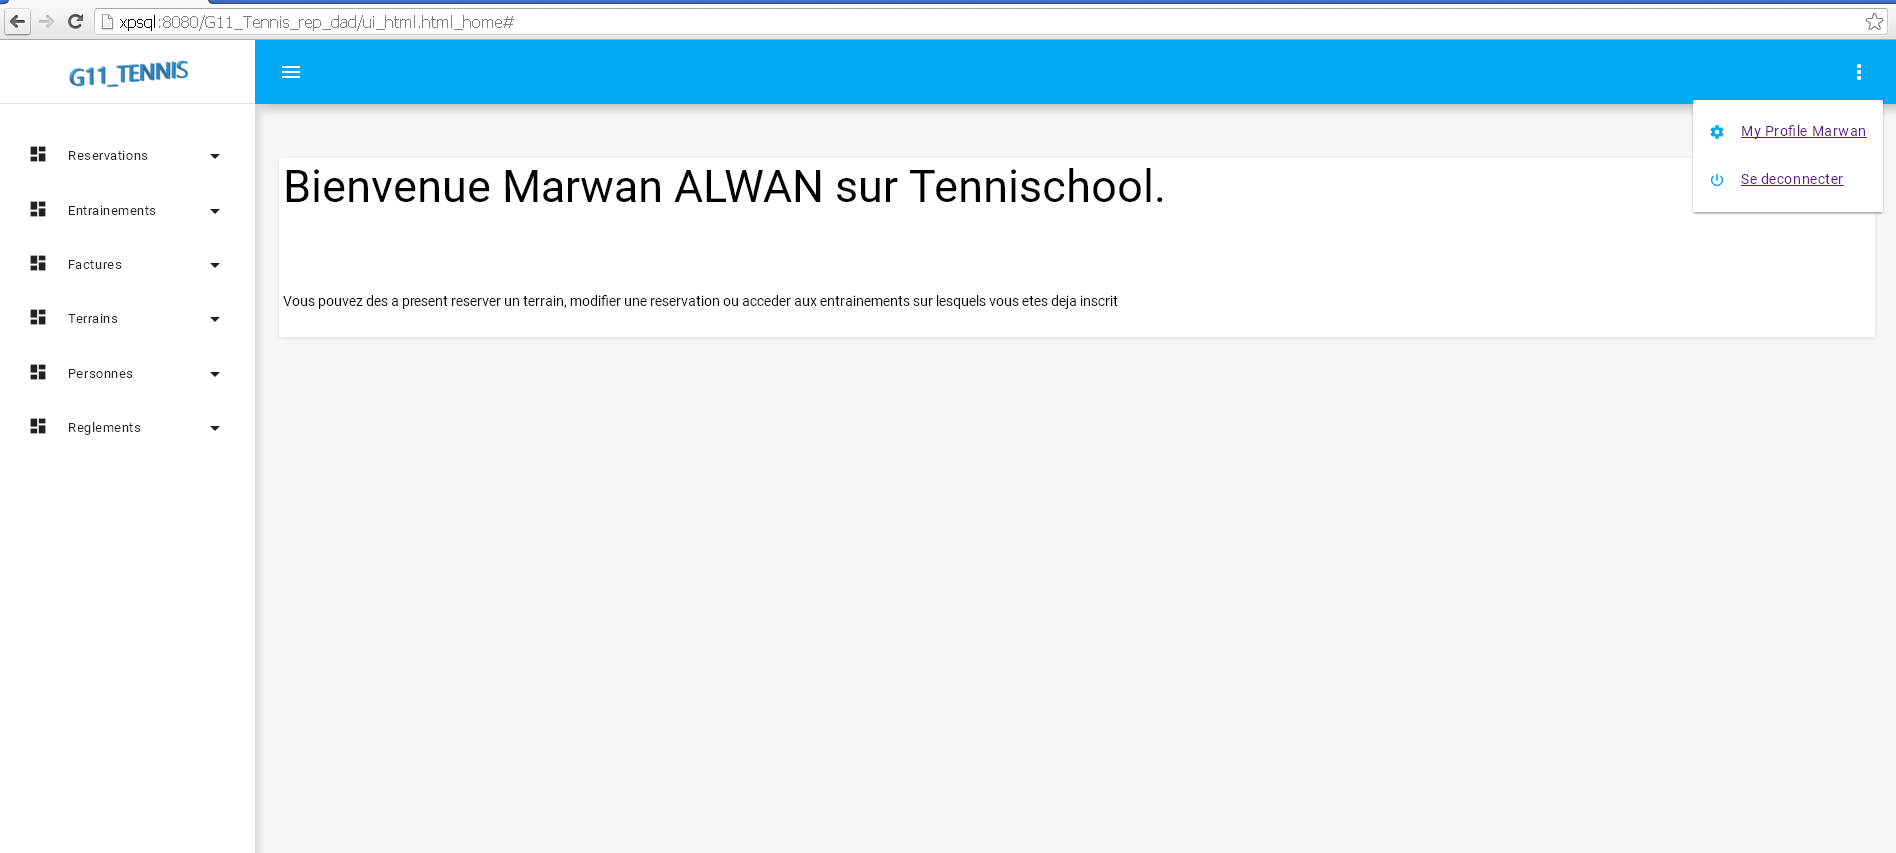 xpsql:8080/G11_Tennis_rep_dad/ui_html.html_home#
G11_TENNIS
My Profile Marwan
Se deconnecter
Reservations
Entrainements
Factures
Terrains
Personnes
Reglements
Bienvenue Marwan ALWAN sur Tennischool.
Vous pouvez des a present reserver un terrain, modifier une reservation ou acceder aux entrainements sur lesquels vous etes deja inscrit